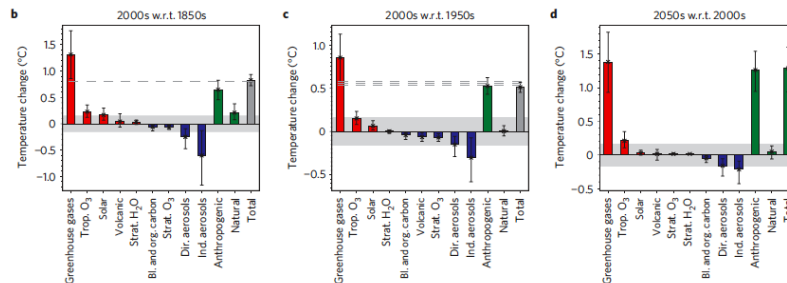 b 2000s w.r.t. 1850s
Temperature change (°C)
1.5
1.0
0.5
0
−0.5
−1.0
Greenhouse gases
Trop. O₃
Solar
Volcanic
Strat. H₂O
Bl. and org. carbon
Strat. O₃
Dir. aerosols
Ind. aerosols
Anthropogenic
Natural
Total
c 2000s w.r.t. 1950s
Temperature change (°C)
1.0
0.5
0
−0.5
Greenhouse gases
Trop. O₃
Solar
Strat. H₂O
Bl. and org. carbon
Volcanic
Strat. O₃
Dir. aerosols
Ind. aerosols
Anthropogenic
Natural
Total
d 2050s w.r.t. 2000s
Temperature change (°C)
1.5
1.0
0.5
0
−0.5
Greenhouse gases
Trop. O₃
Solar
Volcanic
Strat. O₃
Strat. H₂O
Bl. and org. carbon
Dir. aerosols
Ind. aerosols
Anthropogenic
Natural
Total